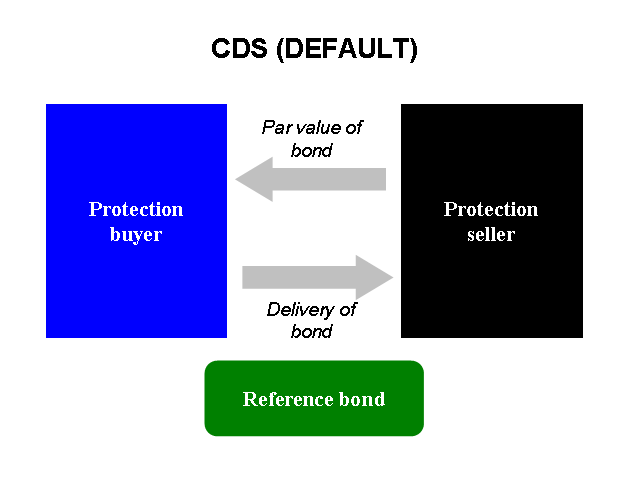 CDS (DEFAULT)
Par value of
bond
Protection
buyer
Protection
seller
Delivery of
bond
Reference bond